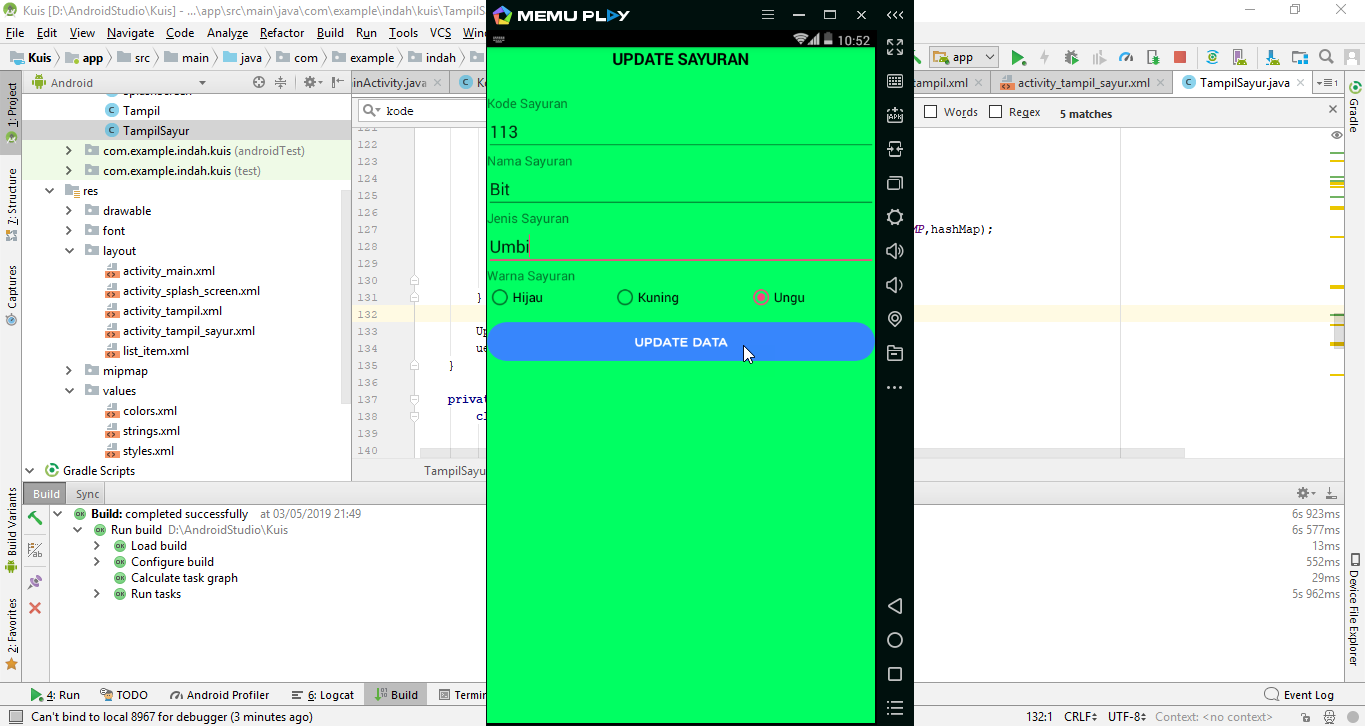 Kuis [D:\AndroidStudio\Kuis] - ...\app\src\main\java\com\example\indah\kuis\TampilS
File Edit View Navigate Code Analyze Refactor Build Run Tools VCS Win
Kuis app src main java com example indah
app
Android
inActivity.java
Ke
tampil.xml
activity_tampil_sayur.xml
TampilSayur.java
1
kode
Words Regex 5 matches
Tampil
TampilSayur
com.example.indah.kuis (androidTest)
com.example.indah.kuis (test)
res
drawable
font
layout
activity_main.xml
activity_splash_screen.xml
activity_tampil.xml
activity_tampil_sayur.xml
list_item.xml
mipmap
values
colors.xml
strings.xml
styles.xml
Gradle Scripts
1: Project
7: Structure
Captures
Build Variants
2: Favorites
121
122
123
124
125
126
127
MP,hashMap);
128
129
130
131 }
132
133 Up
134 ue
135 }
136
137 privat
138 cl
139
140
TampilSayu
MEMU PLAY
10:52
UPDATE SAYURAN
Kode Sayuran
113
Nama Sayuran
Bit
Jenis Sayuran
Umbi
Warna Sayuran
Hijau Kuning Ungu
UPDATE DATA
APK
Gradle
Device File Explorer
Build Sync
Build: completed successfully at 03/05/2019 21:49 6s 923ms
Run build D:\AndroidStudio\Kuis 6s 577ms
Load build 13ms
Configure build 552ms
Calculate task graph 29ms
Run tasks 5s 962ms
4: Run TODO Android Profiler 6: Logcat Build Termin
Event Log
Can't bind to local 8967 for debugger (3 minutes ago)
132:1 CRLF UTF-8 Context: <no context>